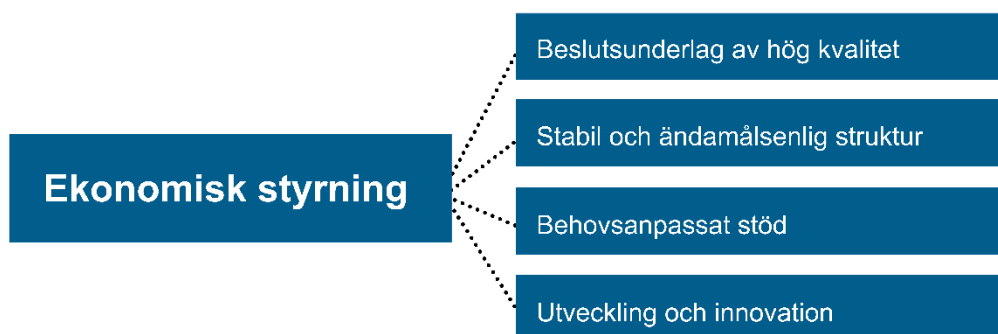 Beslutsunderlag av hög kvalitet
Stabil och ändamålsenlig struktur
Ekonomisk styrning
Behovsanpassat stöd
Utveckling och innovation